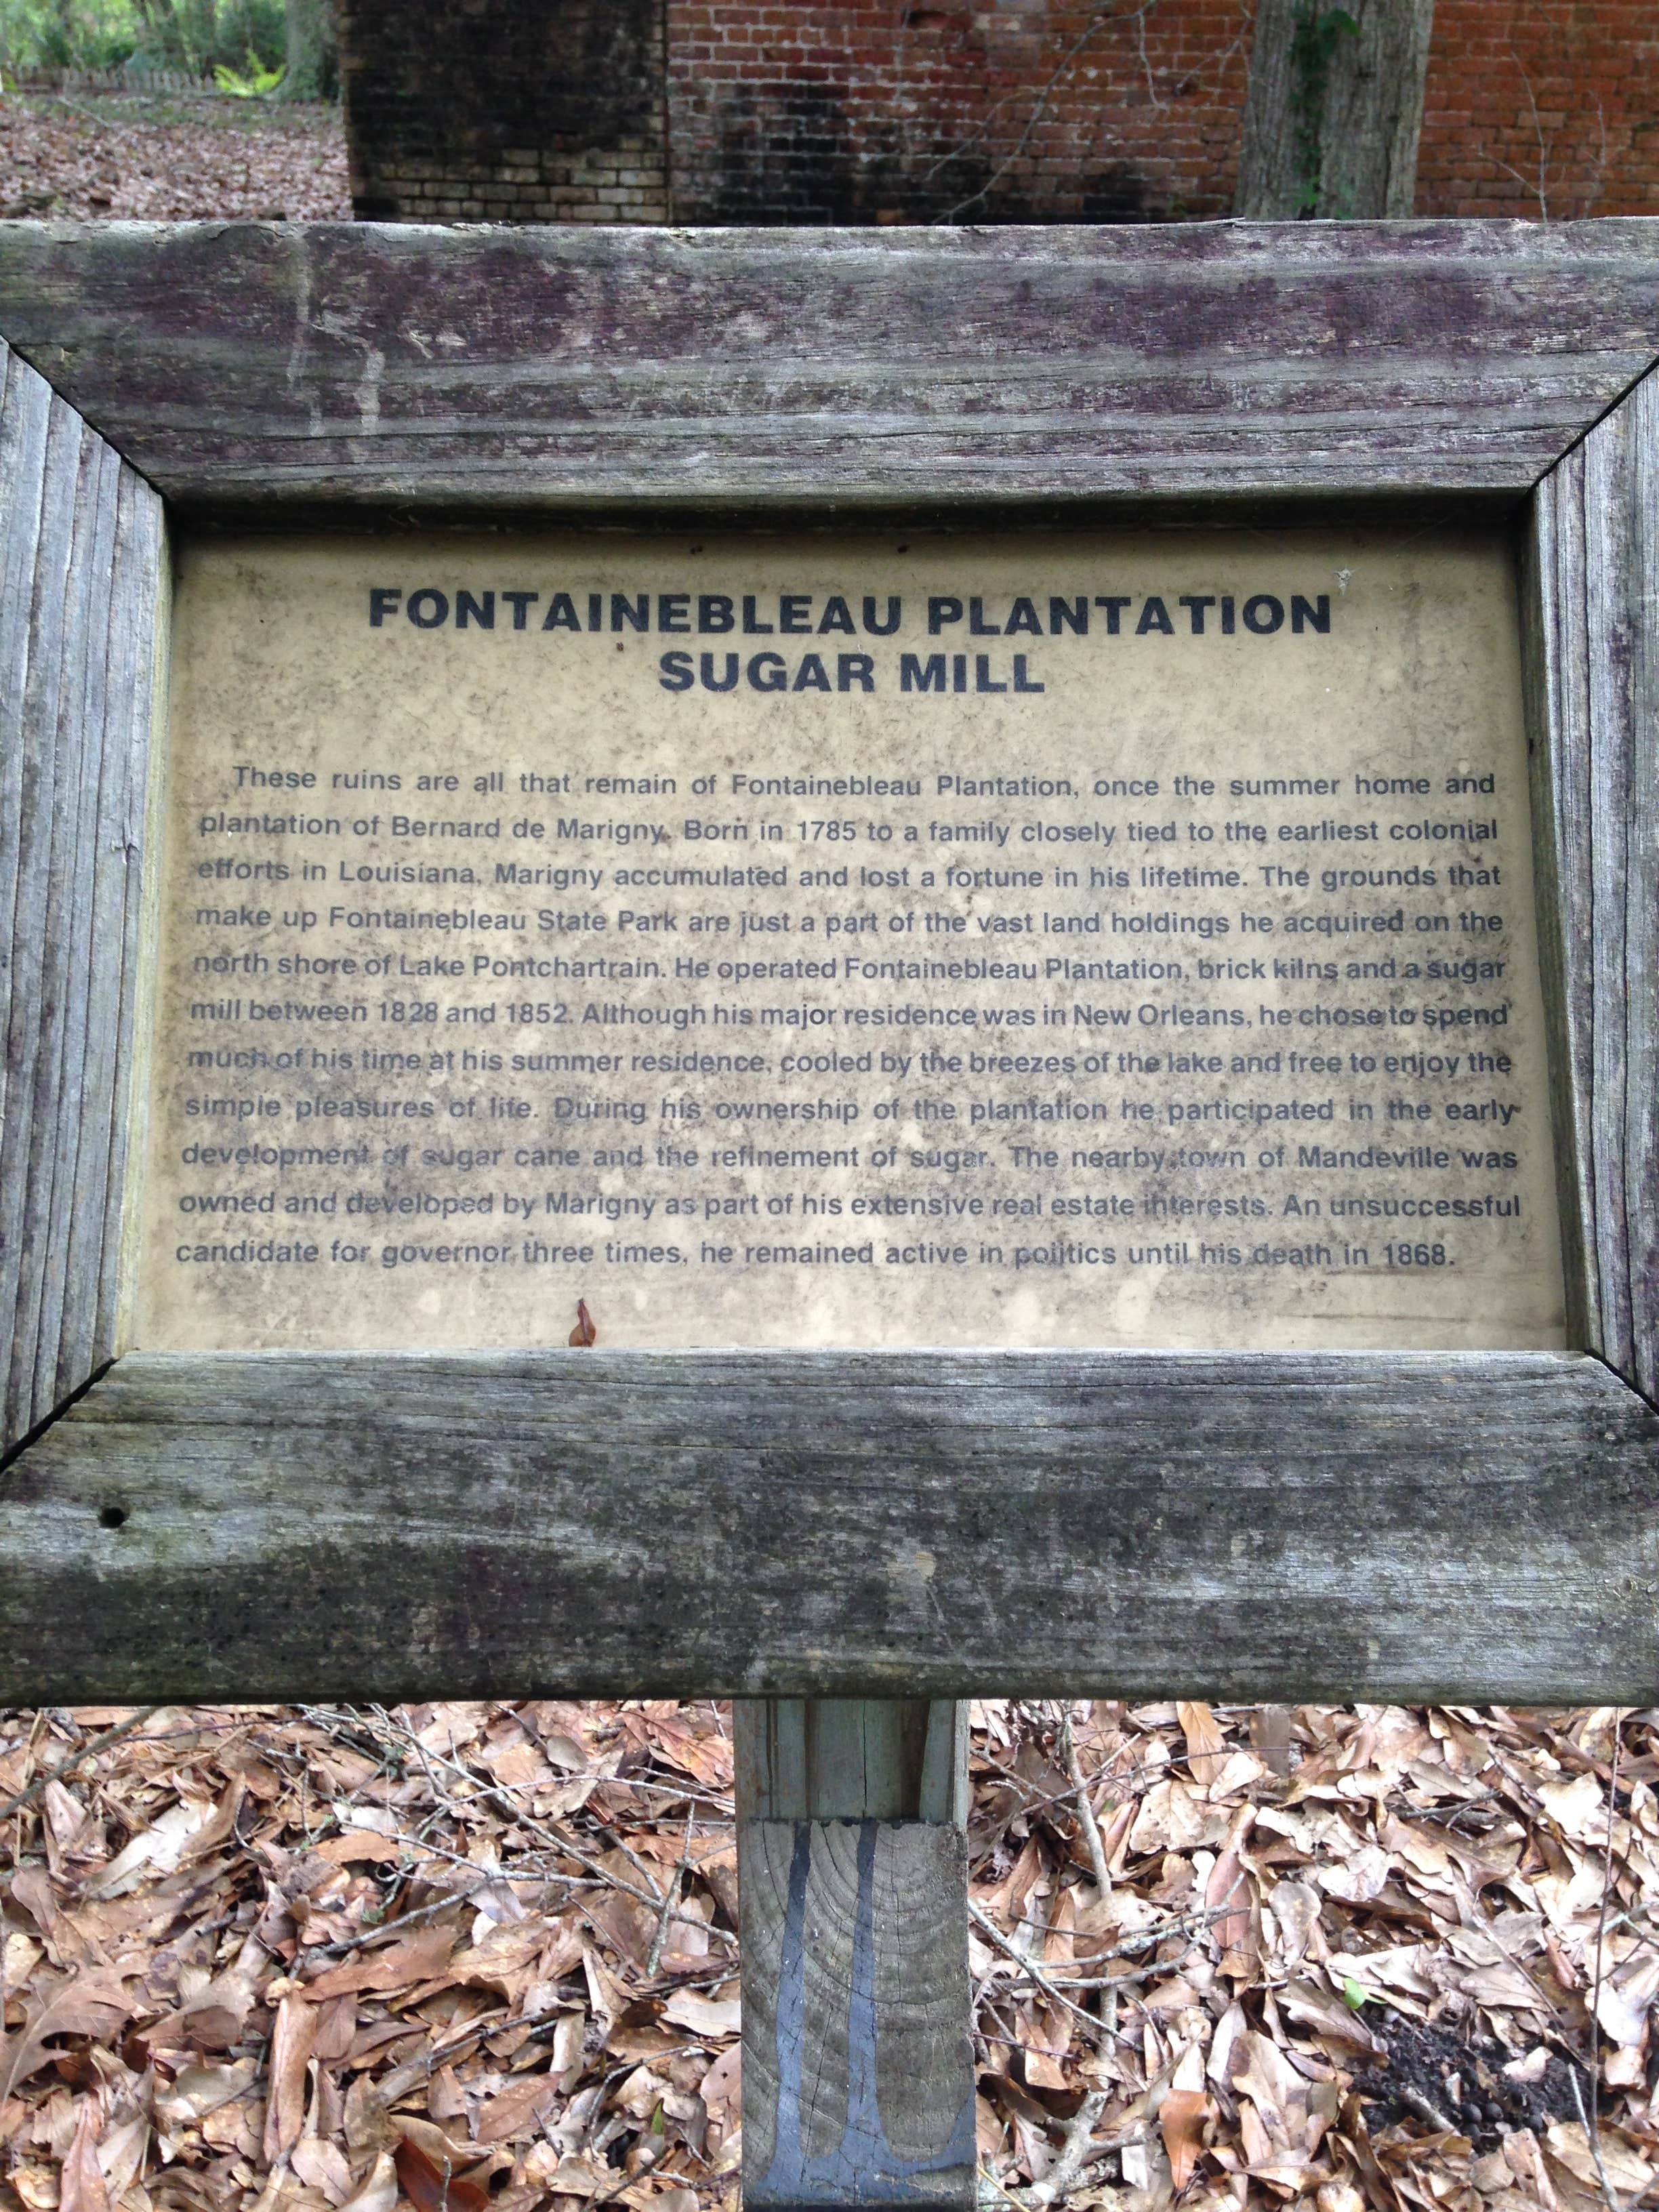 FONTAINEBLEAU PLANTATION
SUGAR MILL
These ruins are all that remain of Fontainebleau Plantation, once the summer home and
plantation of Bernard de Marigny. Born in 1785 to a family closely tied to the earliest colonial
efforts in Louisiana, Marigny accumulated and lost a fortune in his lifetime. The grounds that
make up Fontainebleau State Park are just a part of the vast land holdings he acquired on the
north shore of Lake Pontchartrain. He operated Fontainebleau Plantation, brick kilns and a sugar
mill between 1828 and 1852. Although his major residence was in New Orleans, he chose to spend
much of his time at his summer residence, cooled by the breezes of the lake and free to enjoy the
simple pleasures of life. During his ownership of the plantation he participated in the early
development of sugar cane and the refinement of sugar. The nearby town of Mandeville was
owned and developed by Marigny as part of his extensive real estate interests. An unsuccessful
candidate for governor three times, he remained active in politics until his death in 1868.